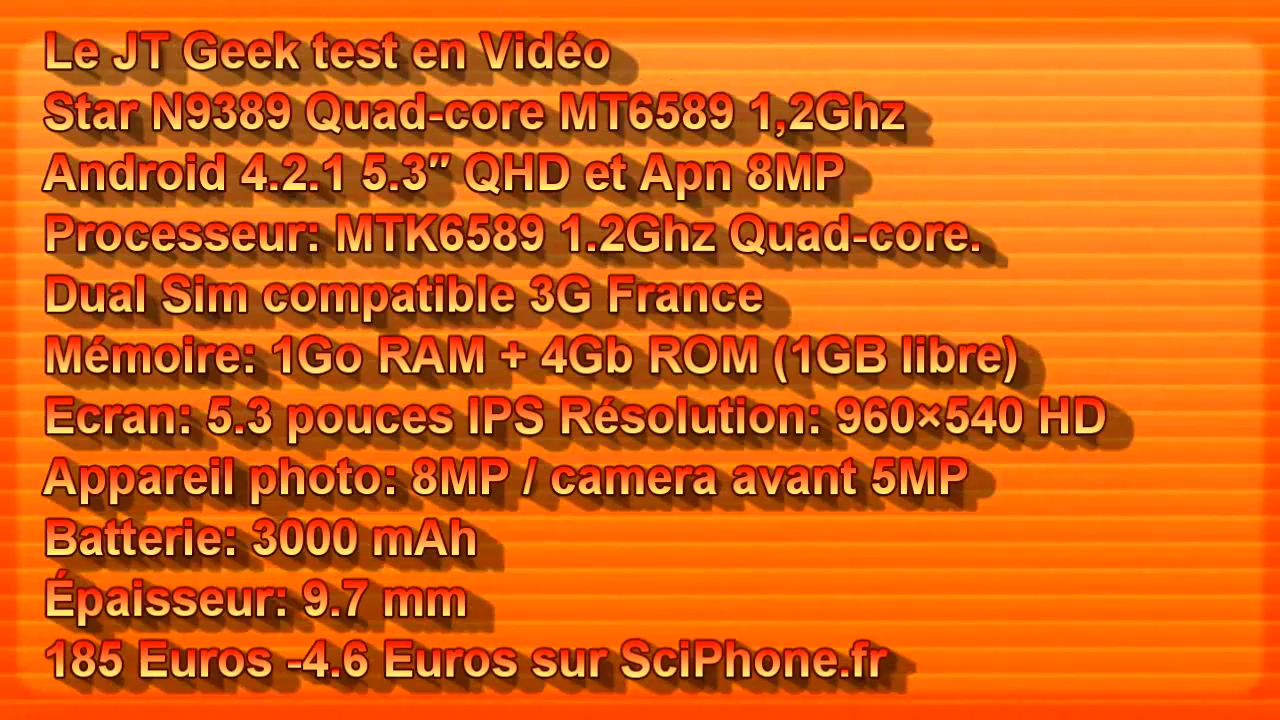 Le JT Geek test en Vidéo
Star N9389 Quad-core MT6589 1,2Ghz
Android 4.2.1 5.3″ QHD et Apn 8MP
Processeur: MTK6589 1.2Ghz Quad-core.
Dual Sim compatible 3G France
Mémoire: 1Go RAM + 4Gb ROM (1GB libre)
Ecran: 5.3 pouces IPS Résolution: 960×540 HD
Appareil photo: 8MP / camera avant 5MP
Batterie: 3000 mAh
Épaisseur: 9.7 mm
185 Euros -4.6 Euros sur SciPhone.fr